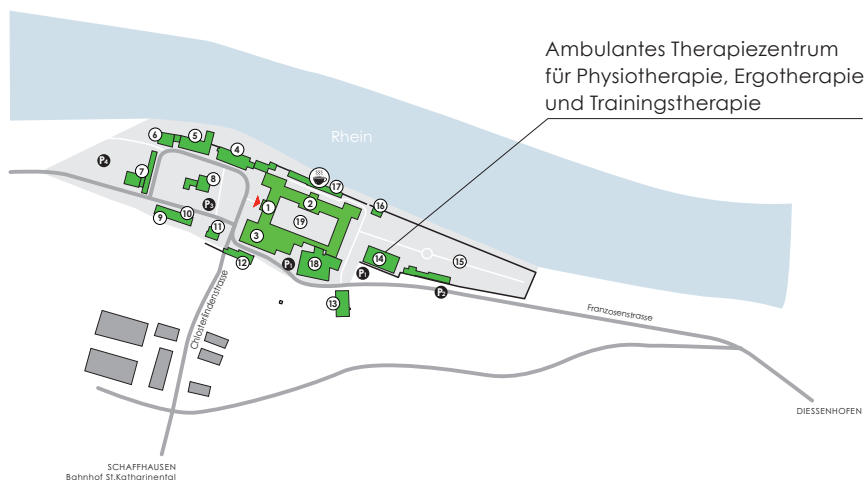 Ambulantes Therapiezentrum
für Physiotherapie, Ergotherapie
und Trainingstherapie
Rhein
6
5
4
P4
7
8
17
2
16
P3
1
9
10
11
19
3
12
P1
18
14
P1
15
P2
13
Chlosterlindenstrasse
Franzosenstrasse
DIESSENHOFEN
SCHAFFHAUSEN
Bahnhof St.Katharinental